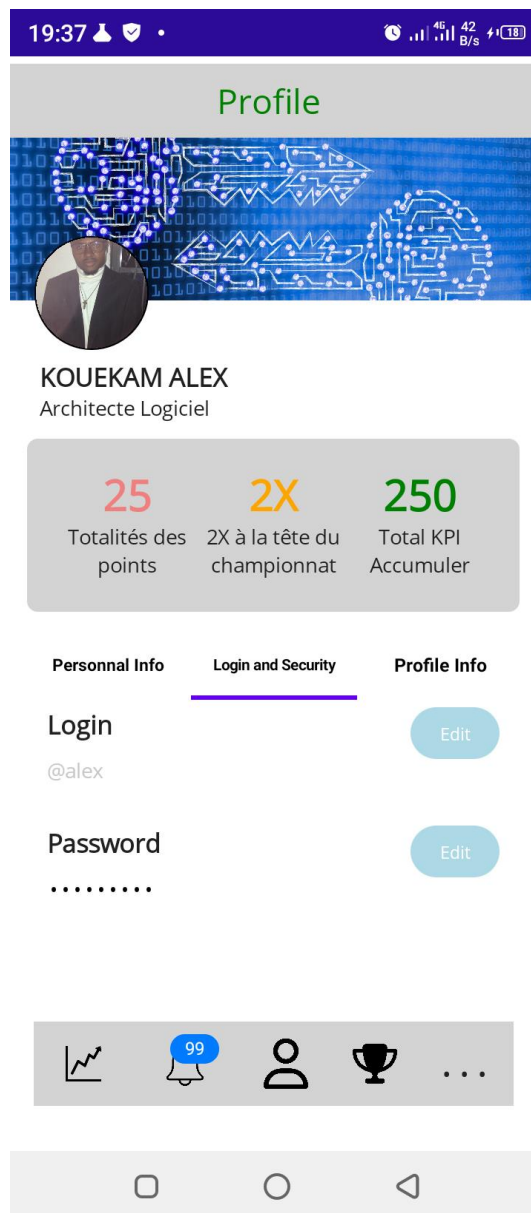 19:37
4G 42
B/s 18
Profile
KOUEKAM ALEX
Architecte Logiciel
25 2X 250
Totalités des 2X à la tête du Total KPI
points championnat Accumuler
Personnal Info Login and Security Profile Info
Login Edit
@alex
Password Edit
.........
99
...